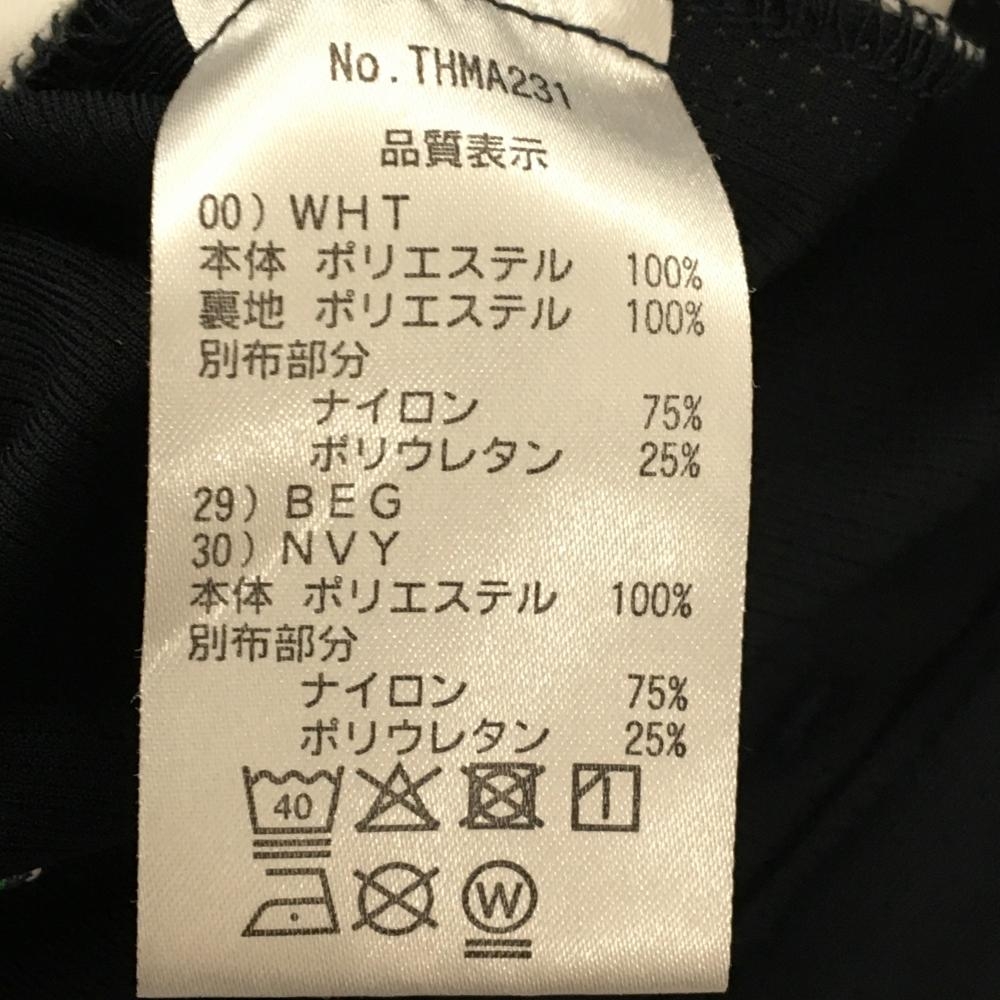 No.THMA231
品質表示
00) WHT
本体 ポリエステル 100%
裏地 ポリエステル 100%
別布部分
ナイロン 75%
ポリウレタン 25%
29) BEG
30) NVY
本体 ポリエステル 100%
別布部分
ナイロン 75%
ポリウレタン 25%
40
W